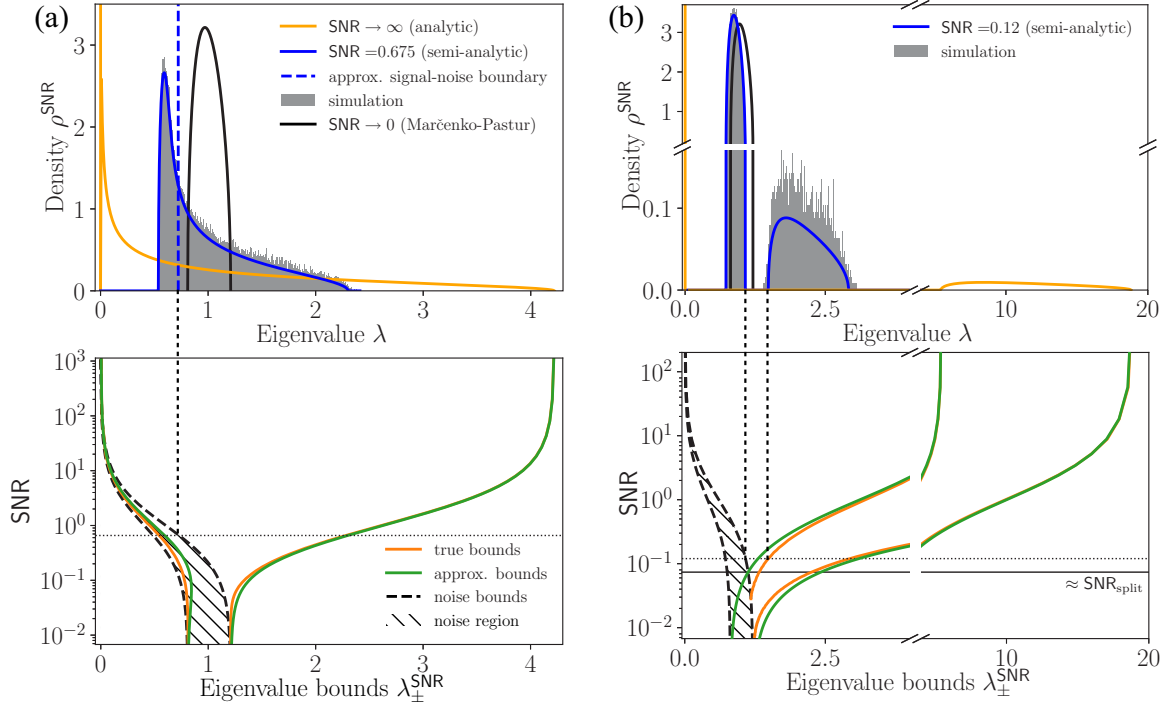 (a)
SNR → ∞ (analytic)
SNR =0.675 (semi-analytic)
approx. signal-noise boundary
simulation
SNR → 0 (Marčenko-Pastur)
Density ρ^SNR
3
2
1
0
0 1 2 3 4
Eigenvalue λ
10^3
10^2
10^1
10^0
10^−1
10^−2
SNR
true bounds
approx. bounds
noise bounds
noise region
0 1 2 3 4
Eigenvalue bounds λ_±^SNR
(b)
SNR =0.12 (semi-analytic)
simulation
Density ρ^SNR
3
2
1
0.1
0.0
0.0 2.5 10 20
Eigenvalue λ
10^2
10^1
10^0
10^−1
10^−2
SNR
≈ SNR_split
0.0 2.5 10 20
Eigenvalue bounds λ_±^SNR